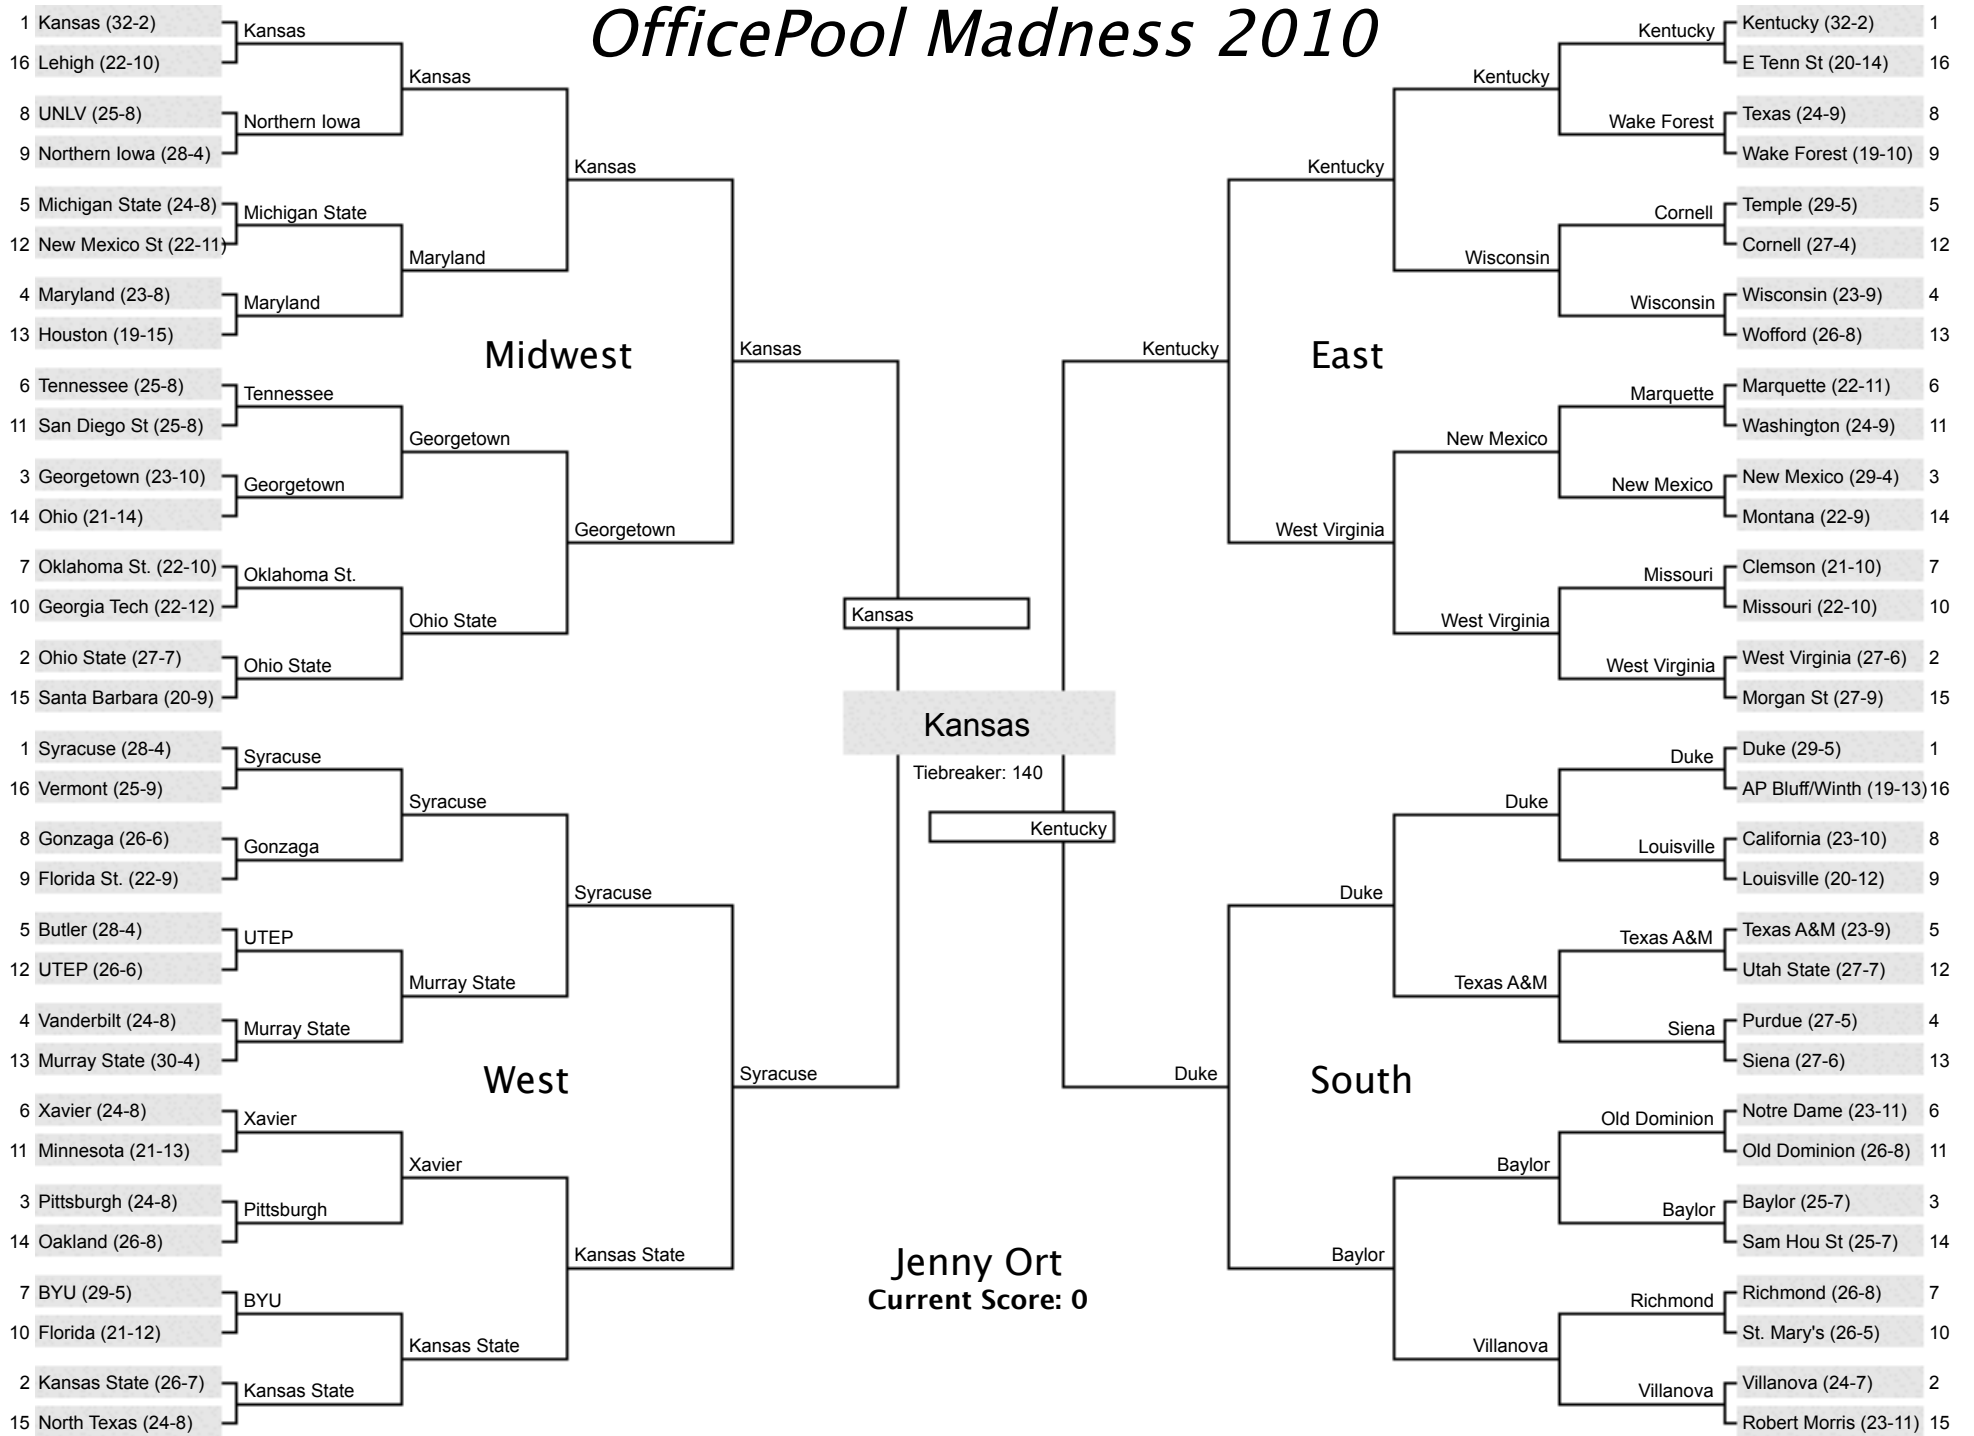 OfficePool Madness 2010
1 Kansas (32-2)
16 Lehigh (22-10)
8 UNLV (25-8)
9 Northern Iowa (28-4)
5 Michigan State (24-8)
12 New Mexico St (22-11)
4 Maryland (23-8)
13 Houston (19-15)
6 Tennessee (25-8)
11 San Diego St (25-8)
3 Georgetown (23-10)
14 Ohio (21-14)
7 Oklahoma St. (22-10)
10 Georgia Tech (22-12)
2 Ohio State (27-7)
15 Santa Barbara (20-9)
Kansas
Northern Iowa
Michigan State
Maryland
Tennessee
Georgetown
Oklahoma St.
Ohio State
Kansas
Maryland
Georgetown
Ohio State
Kansas
Georgetown
Kansas
Midwest
1 Syracuse (28-4)
16 Vermont (25-9)
8 Gonzaga (26-6)
9 Florida St. (22-9)
5 Butler (28-4)
12 UTEP (26-6)
4 Vanderbilt (24-8)
13 Murray State (30-4)
6 Xavier (24-8)
11 Minnesota (21-13)
3 Pittsburgh (24-8)
14 Oakland (26-8)
7 BYU (29-5)
10 Florida (21-12)
2 Kansas State (26-7)
15 North Texas (24-8)
Syracuse
Gonzaga
UTEP
Murray State
Xavier
Pittsburgh
BYU
Kansas State
Syracuse
Murray State
Xavier
Kansas State
Syracuse
Kansas State
Syracuse
West
Kansas
Kansas
Tiebreaker: 140
Kentucky
Jenny Ort
Current Score: 0
Kentucky (32-2) 1
E Tenn St (20-14) 16
Texas (24-9) 8
Wake Forest (19-10) 9
Temple (29-5) 5
Cornell (27-4) 12
Wisconsin (23-9) 4
Wofford (26-8) 13
Marquette (22-11) 6
Washington (24-9) 11
New Mexico (29-4) 3
Montana (22-9) 14
Clemson (21-10) 7
Missouri (22-10) 10
West Virginia (27-6) 2
Morgan St (27-9) 15
Kentucky
Wake Forest
Cornell
Wisconsin
Marquette
New Mexico
Missouri
West Virginia
Kentucky
Wisconsin
New Mexico
West Virginia
Kentucky
West Virginia
Kentucky
East
Duke (29-5) 1
AP Bluff/Winth (19-13) 16
California (23-10) 8
Louisville (20-12) 9
Texas A&M (23-9) 5
Utah State (27-7) 12
Purdue (27-5) 4
Siena (27-6) 13
Notre Dame (23-11) 6
Old Dominion (26-8) 11
Baylor (25-7) 3
Sam Hou St (25-7) 14
Richmond (26-8) 7
St. Mary's (26-5) 10
Villanova (24-7) 2
Robert Morris (23-11) 15
Duke
Louisville
Texas A&M
Siena
Old Dominion
Baylor
Richmond
Villanova
Duke
Texas A&M
Baylor
Villanova
Duke
Baylor
Duke
South